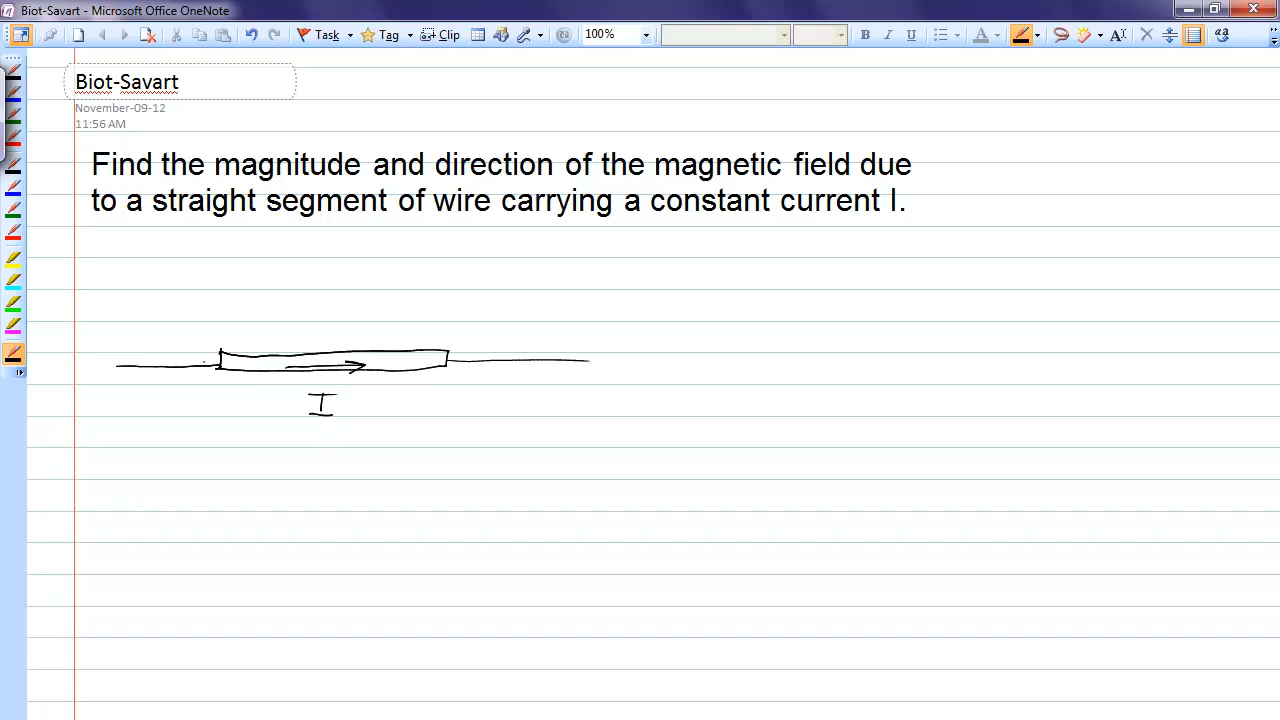 Biot-Savart - Microsoft Office OneNote
Task Tag Clip 100% B I U A A
Biot-Savart
November-09-12
11:56 AM
Find the magnitude and direction of the magnetic field due
to a straight segment of wire carrying a constant current I.
I